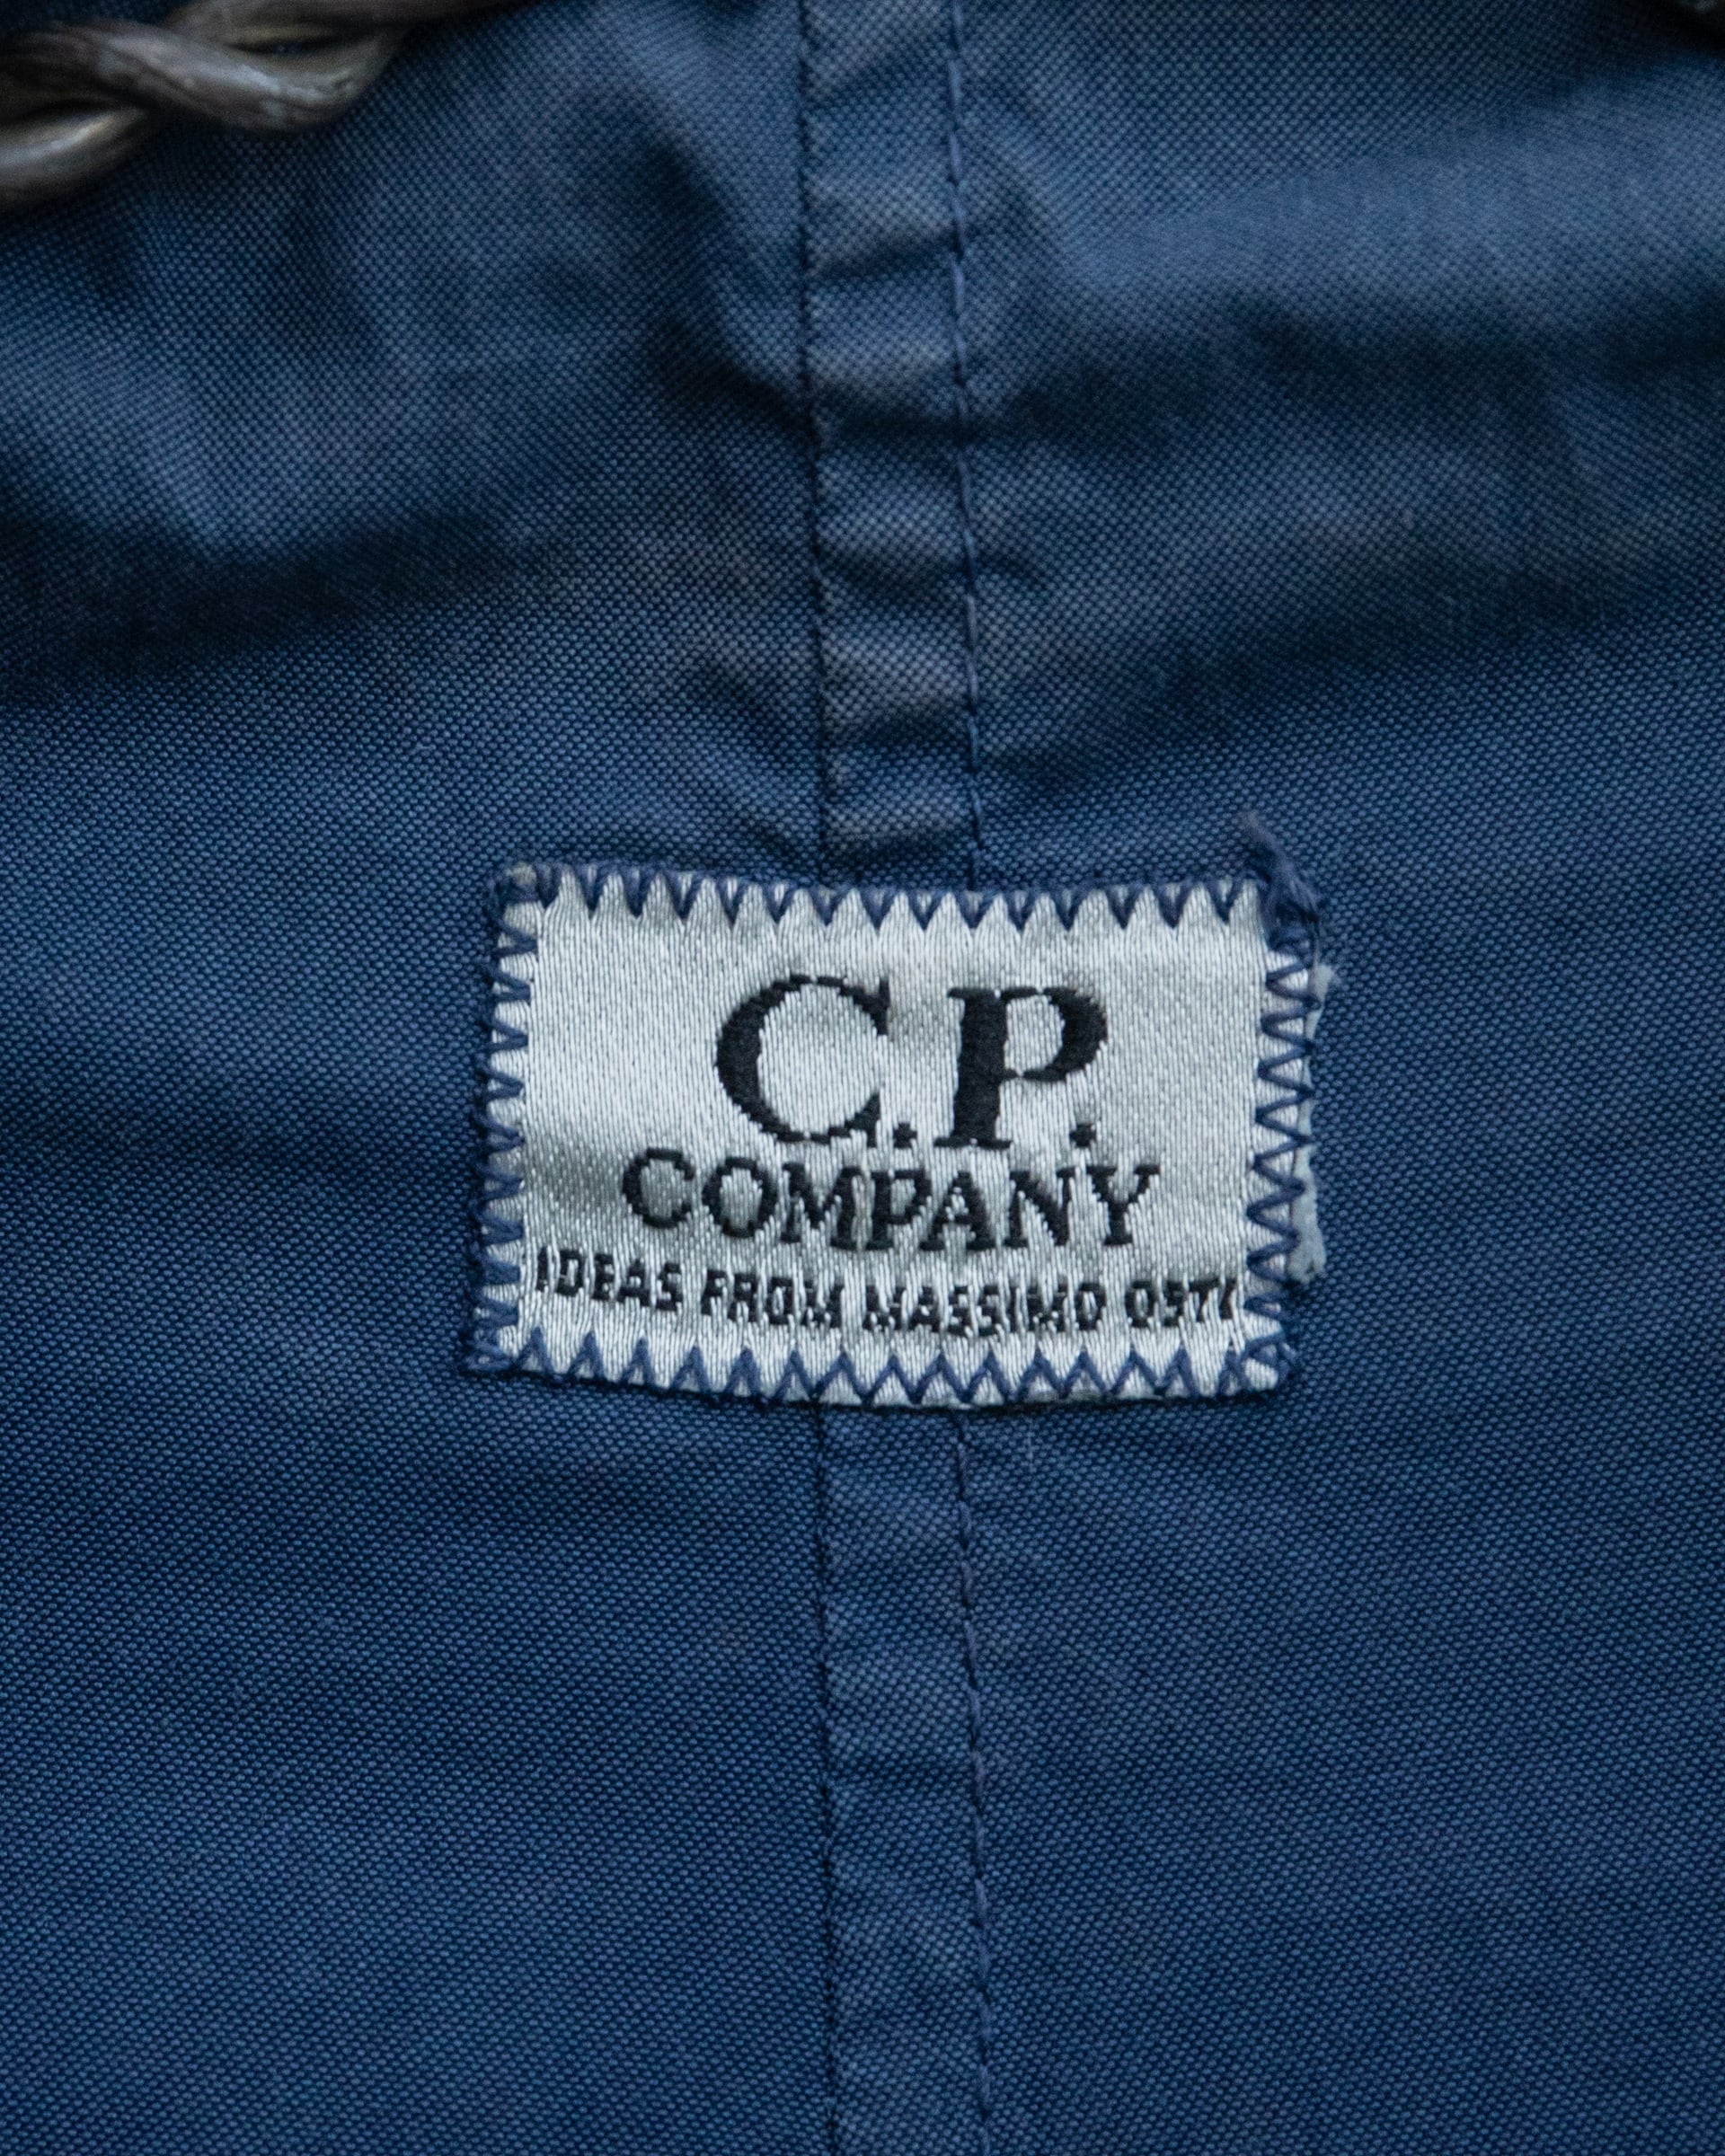 C.P.
COMPANY
IDEAS FROM MASSIMO OSTI